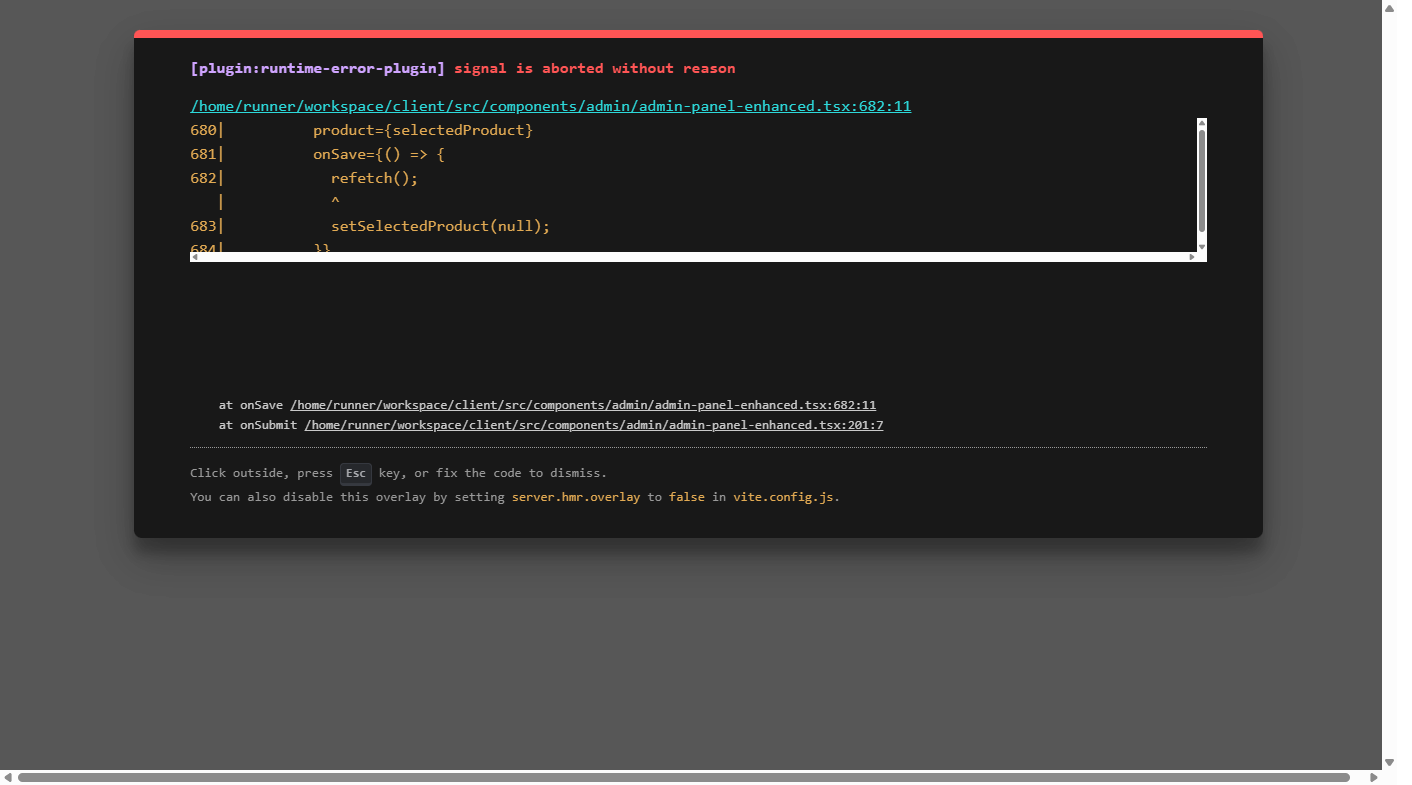 [plugin:runtime-error-plugin] signal is aborted without reason
/home/runner/workspace/client/src/components/admin/admin-panel-enhanced.tsx:682:11
680|          product={selectedProduct}
681|          onSave={() => {
682|            refetch();
   |            ^
683|            setSelectedProduct(null);
684|          }}
at onSave /home/runner/workspace/client/src/components/admin/admin-panel-enhanced.tsx:682:11
at onSubmit /home/runner/workspace/client/src/components/admin/admin-panel-enhanced.tsx:201:7
Click outside, press Esc key, or fix the code to dismiss.
You can also disable this overlay by setting server.hmr.overlay to false in vite.config.js.